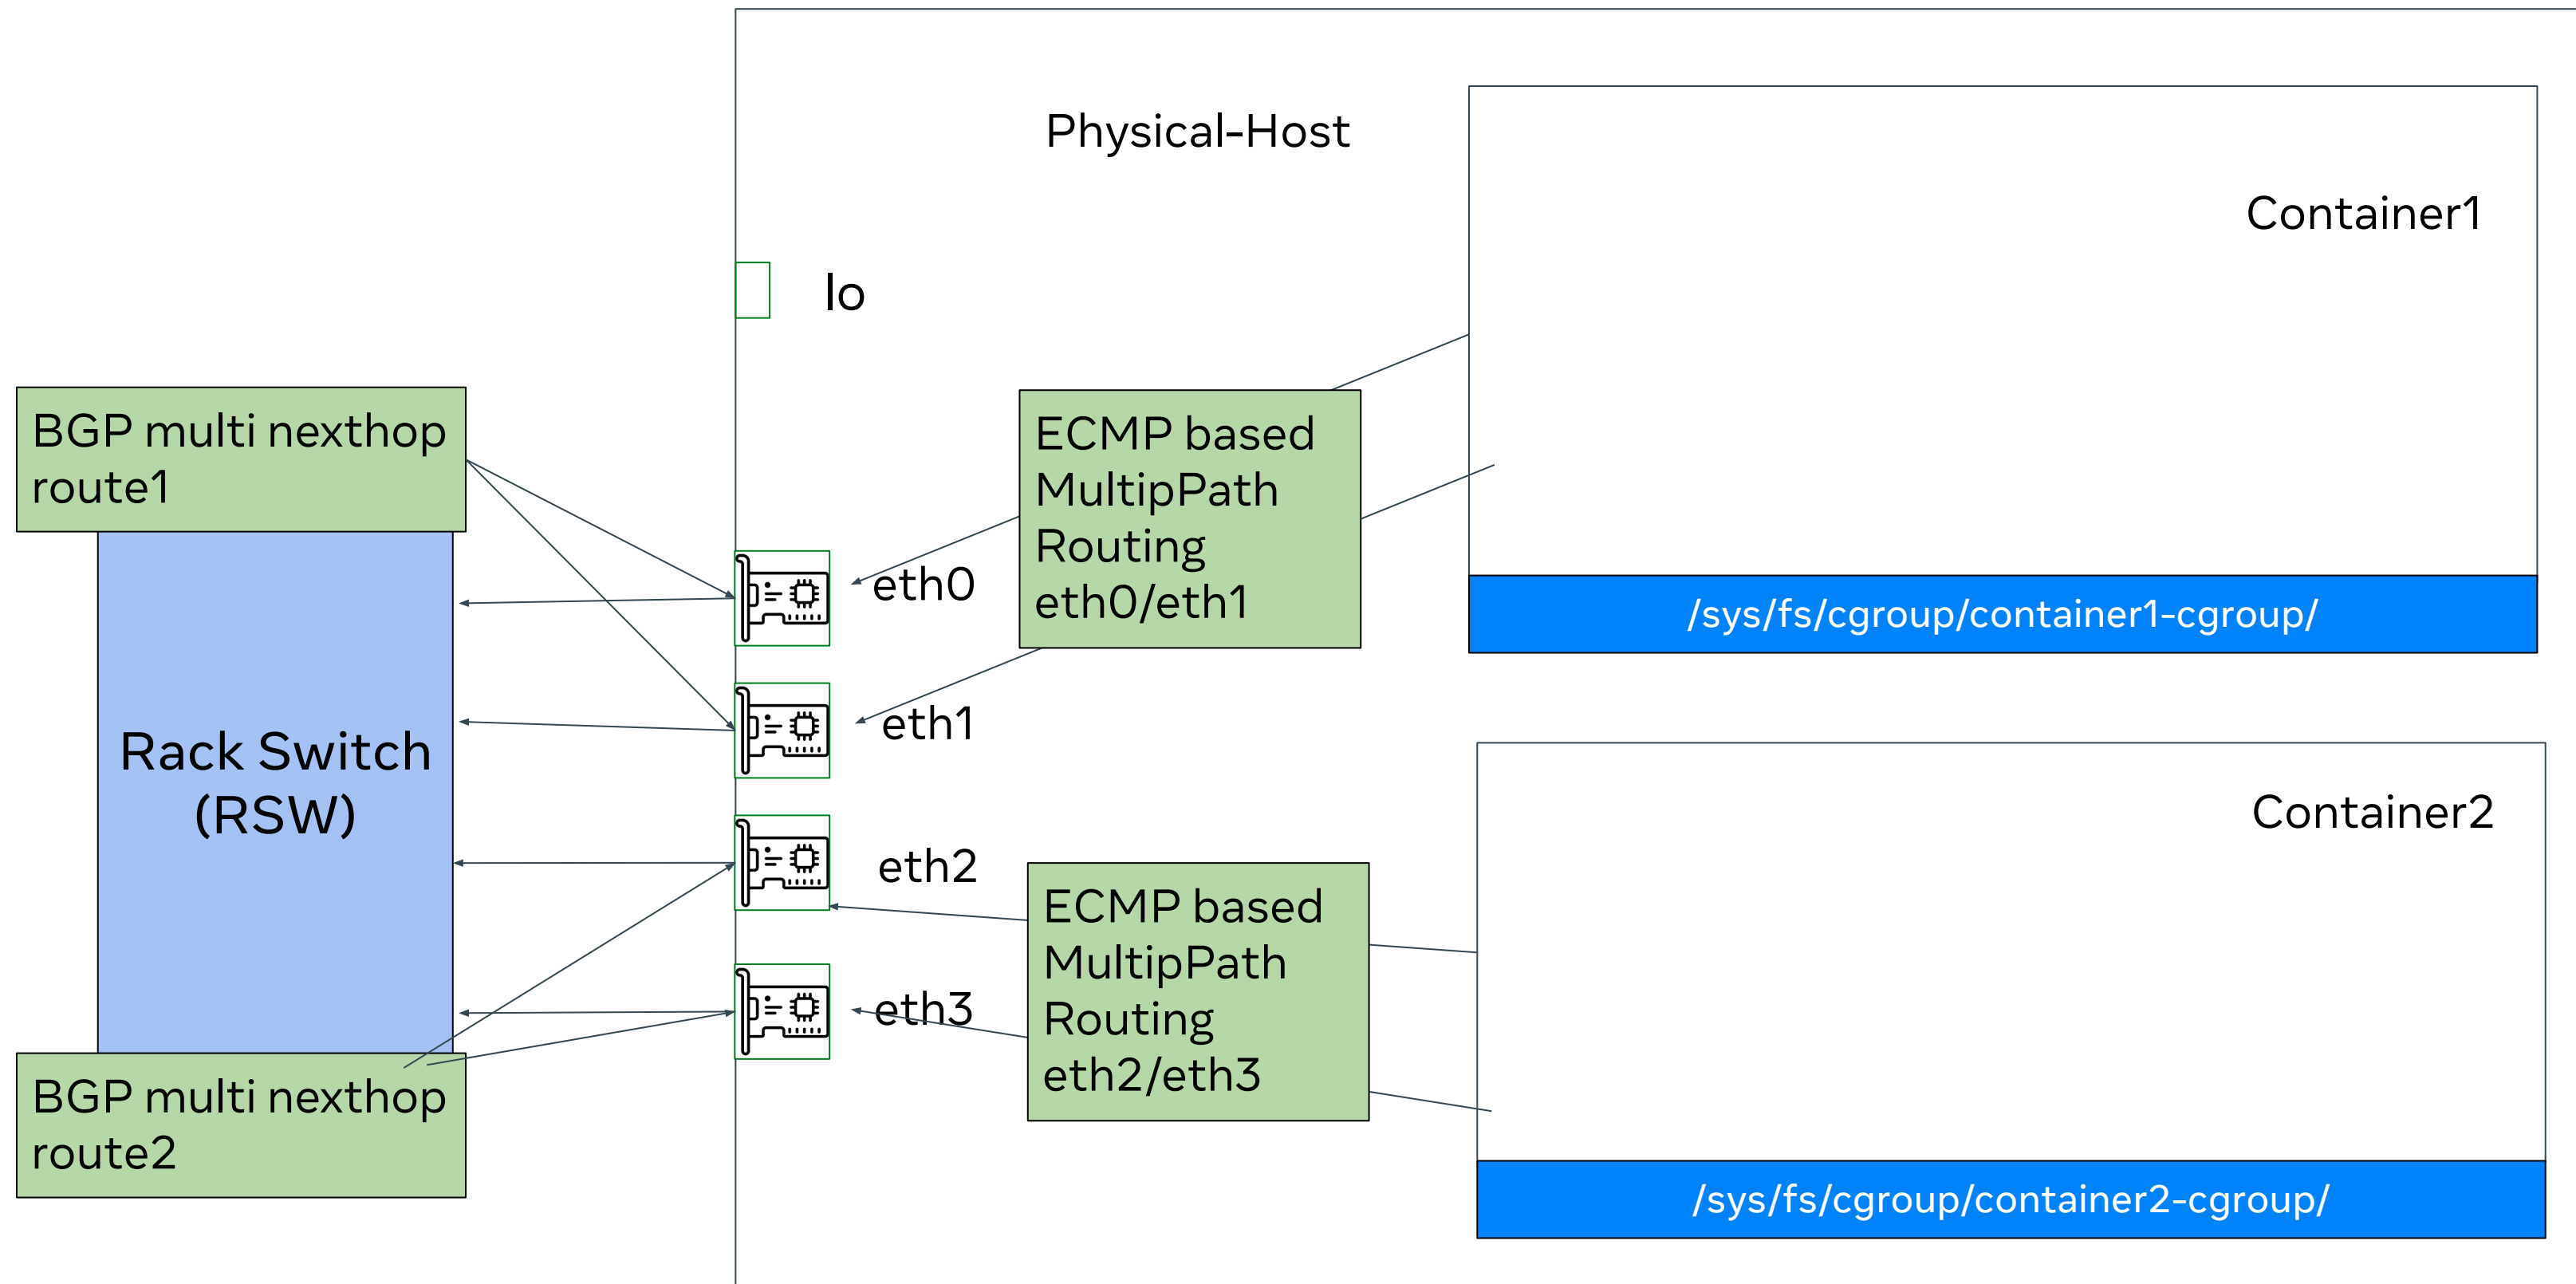 Physical-Host
Container1
lo
BGP multi nexthop
route1
ECMP based
MultipPath
Routing
eth0/eth1
eth0
/sys/fs/cgroup/container1-cgroup/
eth1
Rack Switch
(RSW)
Container2
eth2
ECMP based
MultipPath
Routing
eth2/eth3
eth3
BGP multi nexthop
route2
/sys/fs/cgroup/container2-cgroup/